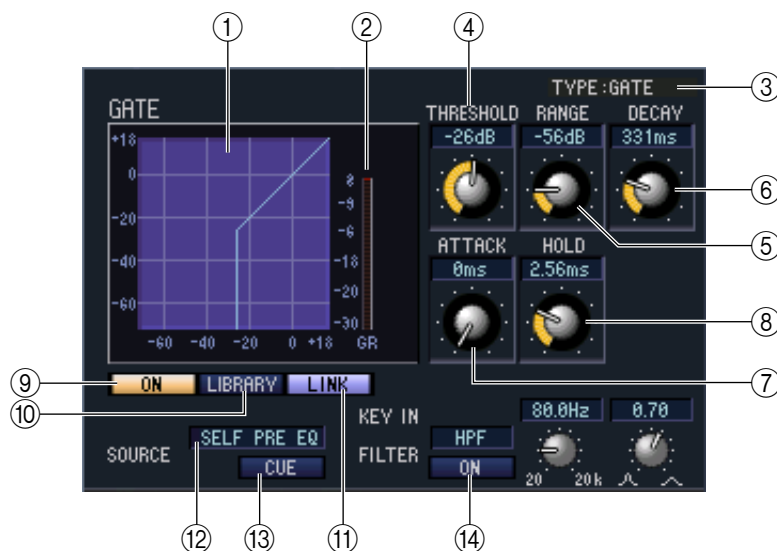 ① ② ④
TYPE:GATE ③
GATE
THRESHOLD RANGE DECAY
-26dB -56dB 331ms
+18
0
-20
-40
-60
-60 -40 -20 0 +18
-9
-6
-18
-20
-30
GR
⑥
⑤
ATTACK HOLD
0ms 2.56ms
⑧
⑦
⑨ ON LIBRARY LINK
⑩
KEY IN
80.0Hz 0.70
SOURCE SELF PRE EQ
FILTER HPF
CUE
ON
20 20k
⑫ ⑬ ⑪ ⑭